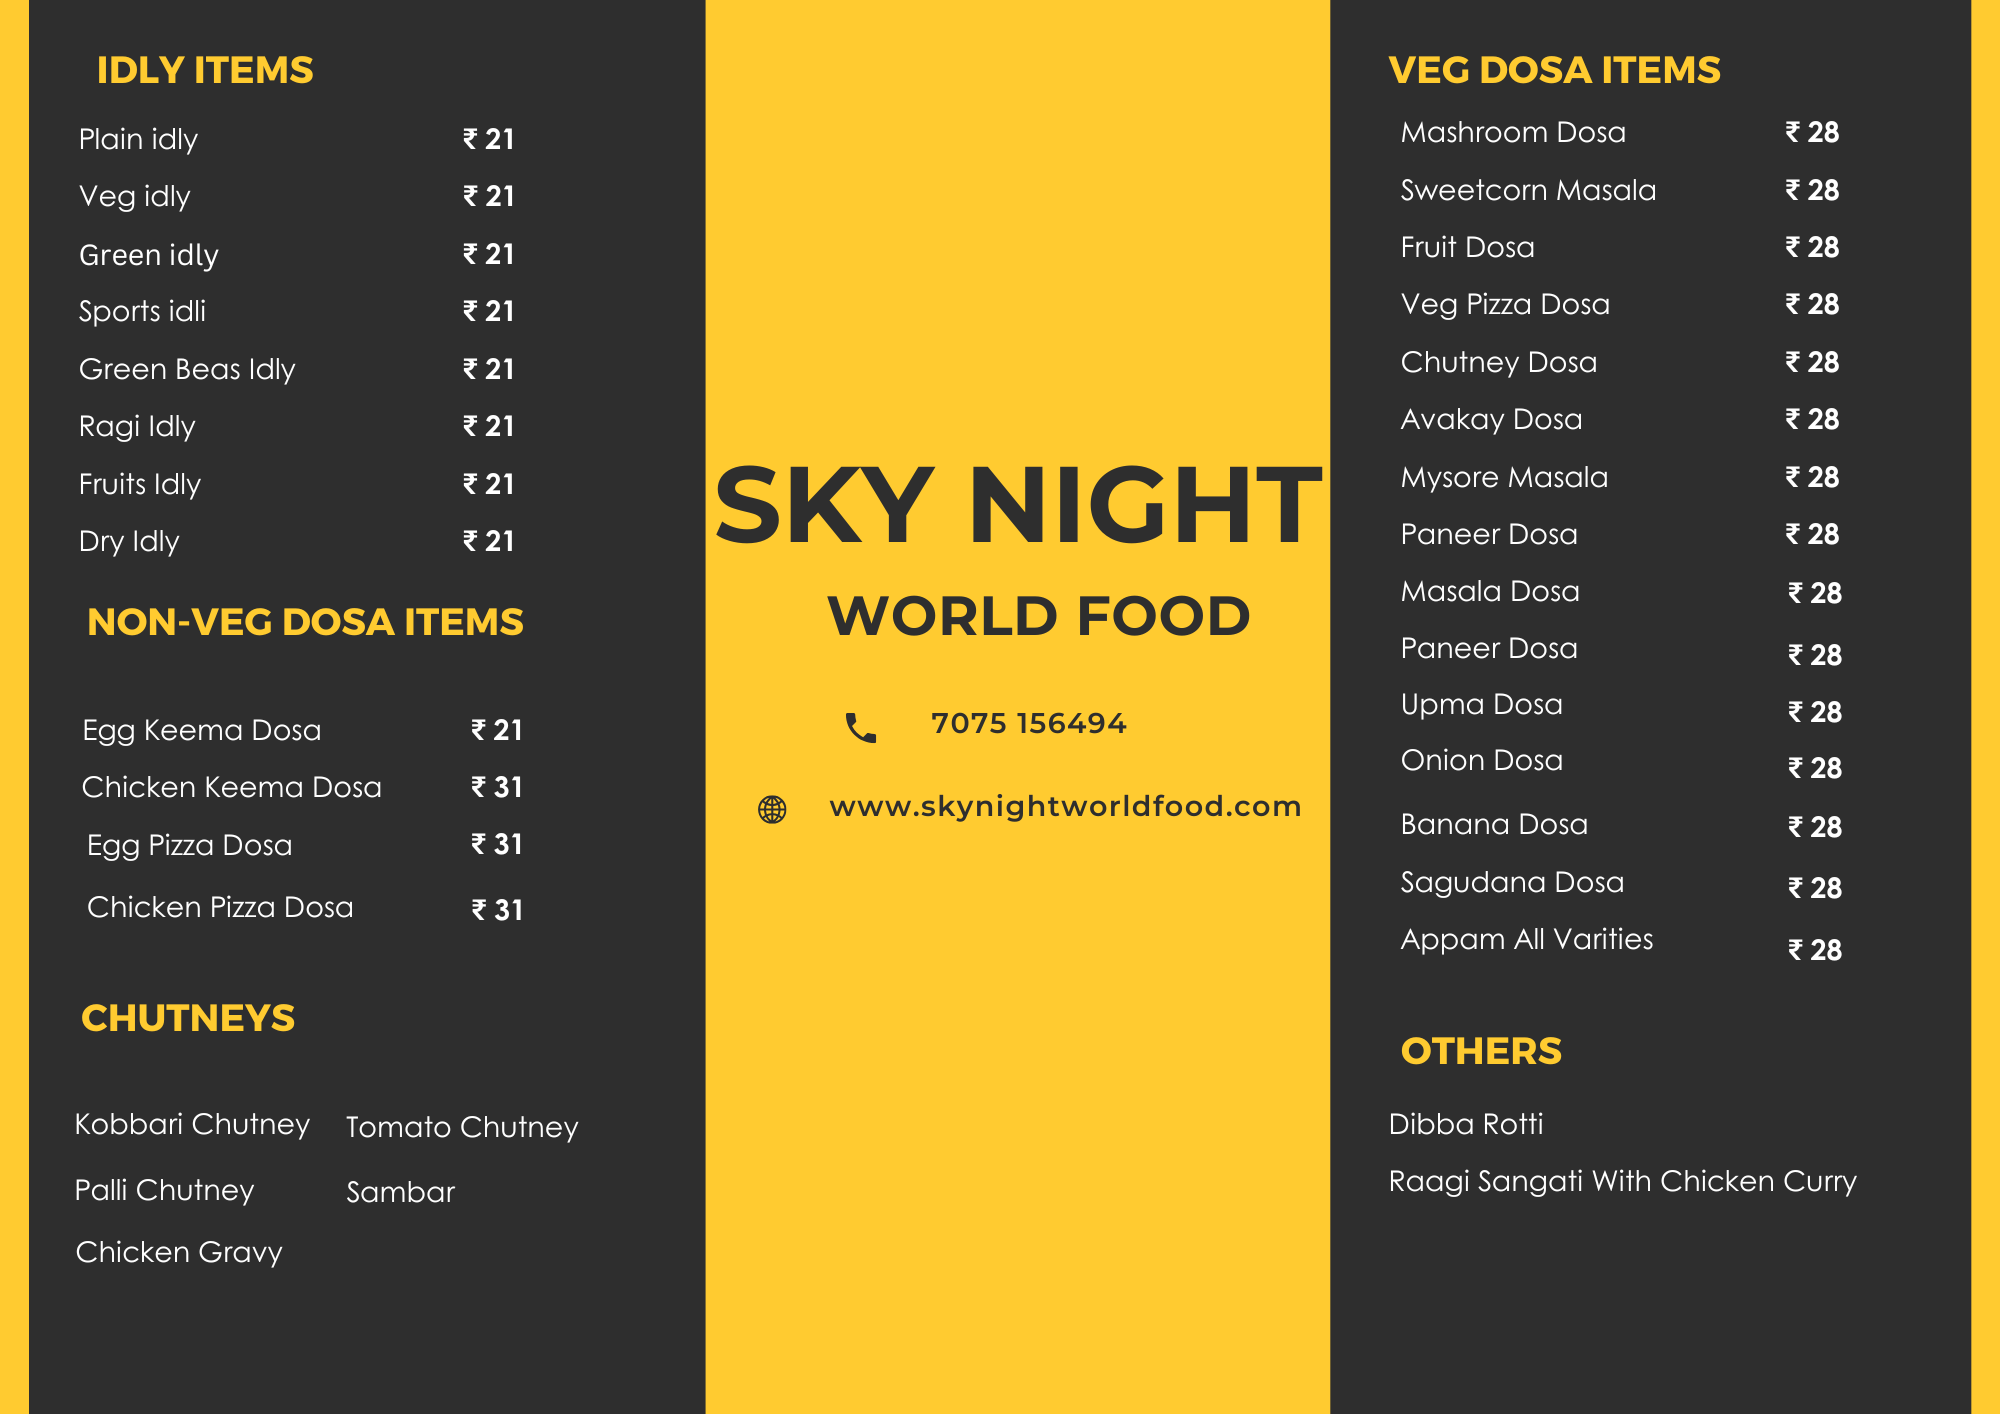 IDLY ITEMS
Plain idly ₹ 21
Veg idly ₹ 21
Green idly ₹ 21
Sports idli ₹ 21
Green Beas Idly ₹ 21
Ragi Idly ₹ 21
Fruits Idly ₹ 21
Dry Idly ₹ 21
NON-VEG DOSA ITEMS
Egg Keema Dosa ₹ 21
Chicken Keema Dosa ₹ 31
Egg Pizza Dosa ₹ 31
Chicken Pizza Dosa ₹ 31
CHUTNEYS
Kobbari Chutney Tomato Chutney
Palli Chutney Sambar
Chicken Gravy
SKY NIGHT
WORLD FOOD
7075 156494
www.skynightworldfood.com
VEG DOSA ITEMS
Mashroom Dosa ₹ 28
Sweetcorn Masala ₹ 28
Fruit Dosa ₹ 28
Veg Pizza Dosa ₹ 28
Chutney Dosa ₹ 28
Avakay Dosa ₹ 28
Mysore Masala ₹ 28
Paneer Dosa ₹ 28
Masala Dosa ₹ 28
Paneer Dosa ₹ 28
Upma Dosa ₹ 28
Onion Dosa ₹ 28
Banana Dosa ₹ 28
Sagudana Dosa ₹ 28
Appam All Varities ₹ 28
OTHERS
Dibba Rotti
Raagi Sangati With Chicken Curry